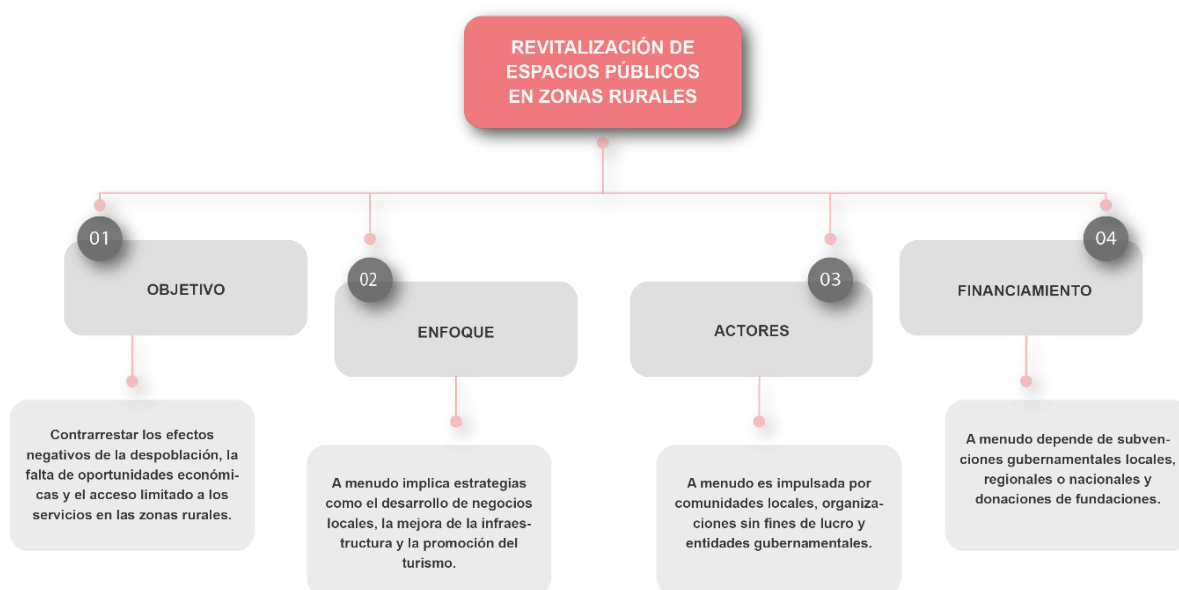 REVITALIZACIÓN DE
ESPACIOS PÚBLICOS
EN ZONAS RURALES
01
OBJETIVO
Contrarrestar los efectos
negativos de la despoblación, la
falta de oportunidades económi-
cas y el acceso limitado a los
servicios en las zonas rurales.
02
ENFOQUE
A menudo implica estrategias
como el desarrollo de negocios
locales, la mejora de la infraes-
tructura y la promoción del
turismo.
03
ACTORES
A menudo es impulsada por
comunidades locales, organiza-
ciones sin fines de lucro y
entidades gubernamentales.
04
FINANCIAMIENTO
A menudo depende de subven-
ciones gubernamentales locales,
regionales o nacionales y
donaciones de fundaciones.